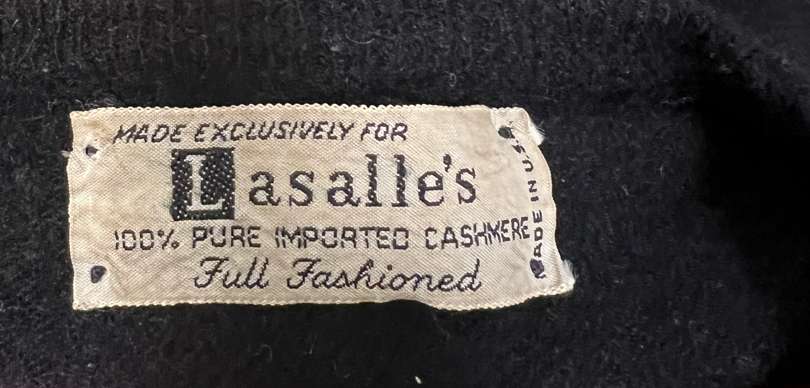 MADE EXCLUSIVELY FOR
Lasalle's
100% PURE IMPORTED CASHMERE
Full Fashioned
MADE IN U.S.A.